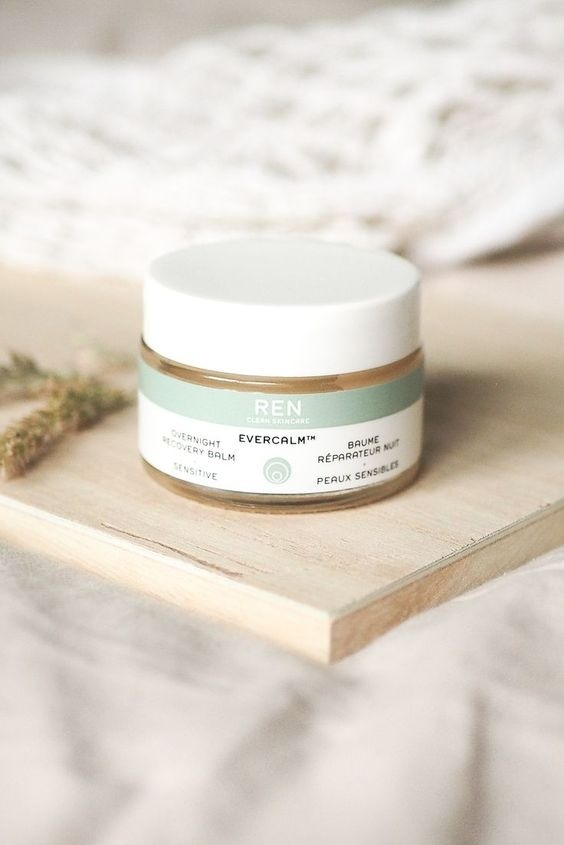 REN
CLEAN SKINCARE
EVERCALM™
OVERNIGHT
RECOVERY BALM
SENSITIVE
BAUME
RÉPARATEUR NUIT
PEAUX SENSIBLES